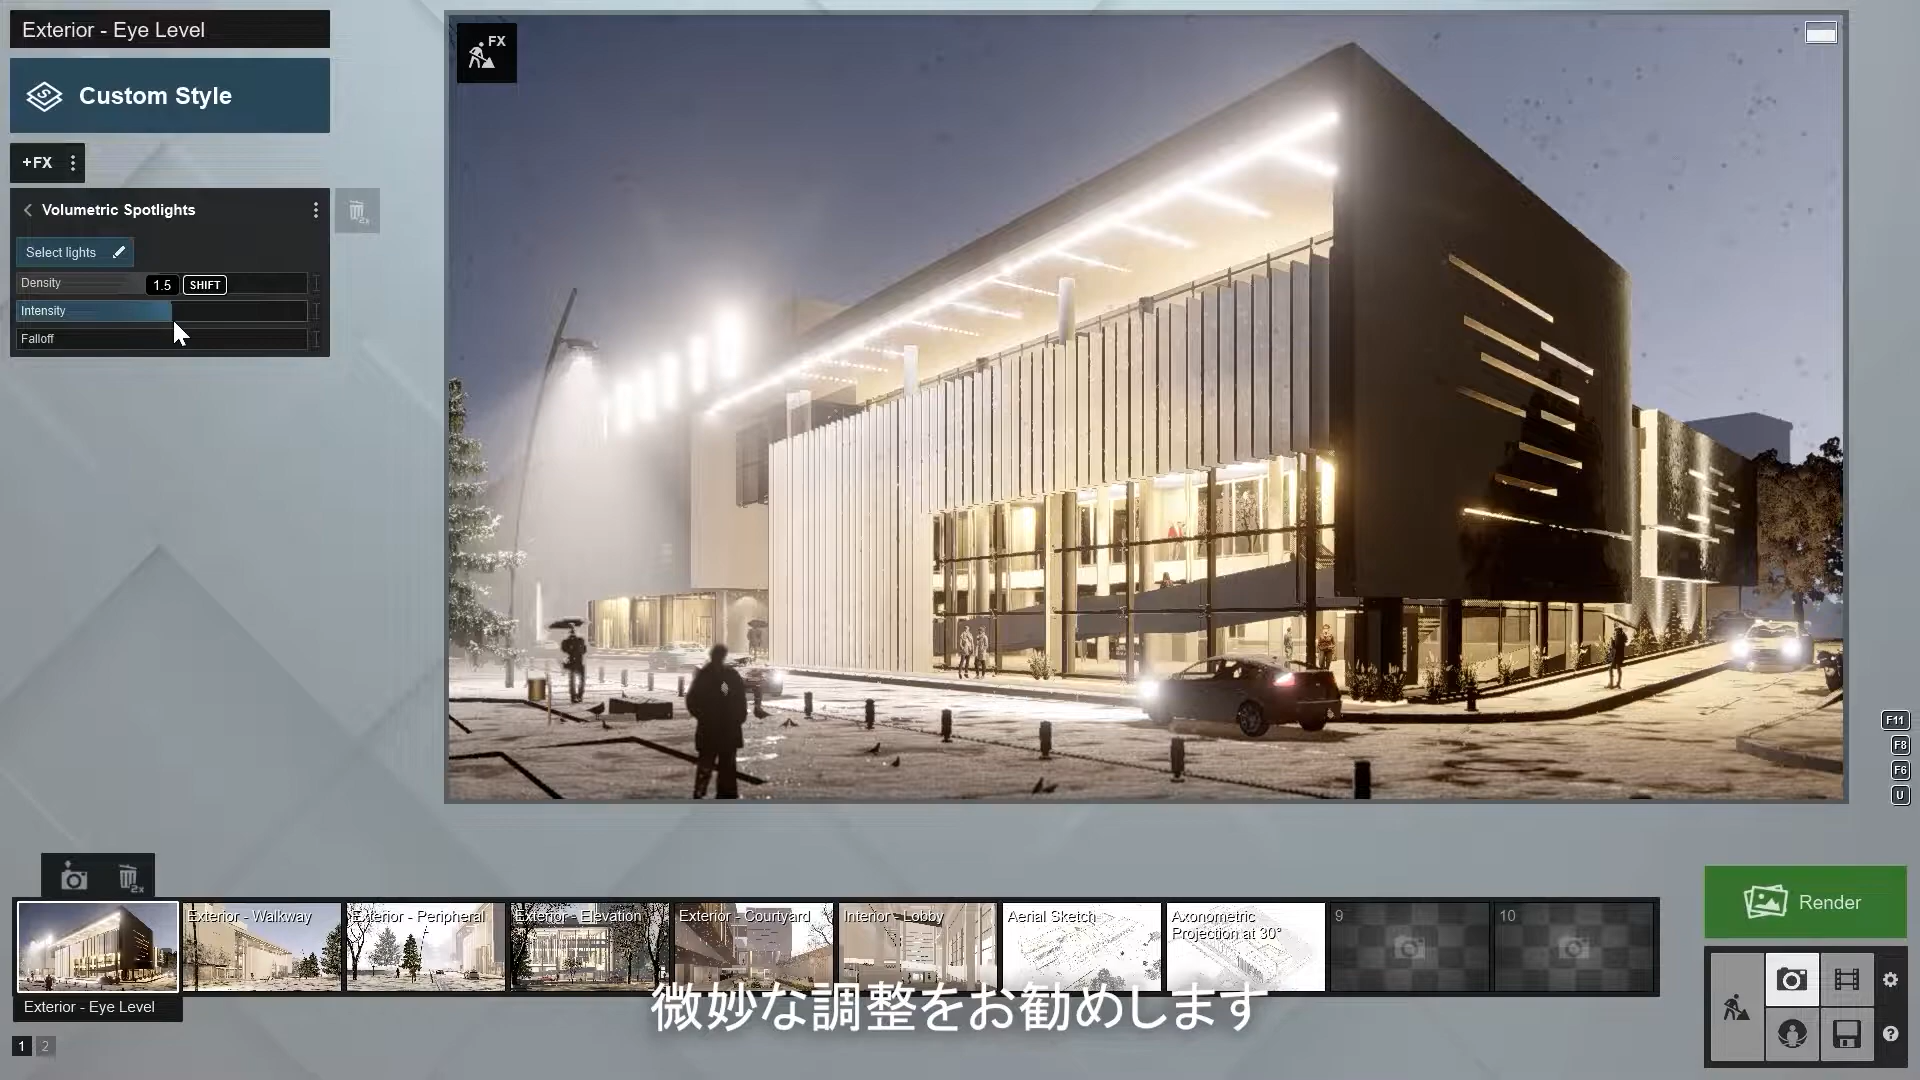 Exterior - Eye Level
Custom Style
+FX
Volumetric Spotlights
Select lights
Density
1.5 SHIFT
Intensity
Falloff
FX
F11
F8
F6
U
Exterior - Walkway
Exterior - Peripheral
Exterior - Elevation
Exterior - Courtyard
Interior - Lobby
Aerial Sketch
Axonometric
Projection at 30°
9
10
Exterior - Eye Level
1 2
微妙な調整をお勧めします
Render
?